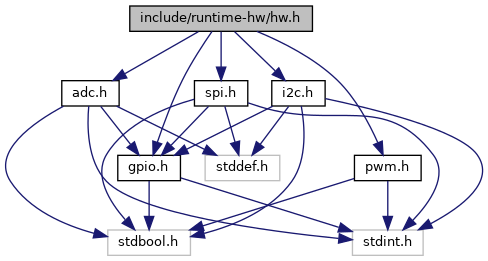 include/runtime-hw/hw.h
adc.h
spi.h
i2c.h
gpio.h
stddef.h
pwm.h
stdbool.h
stdint.h